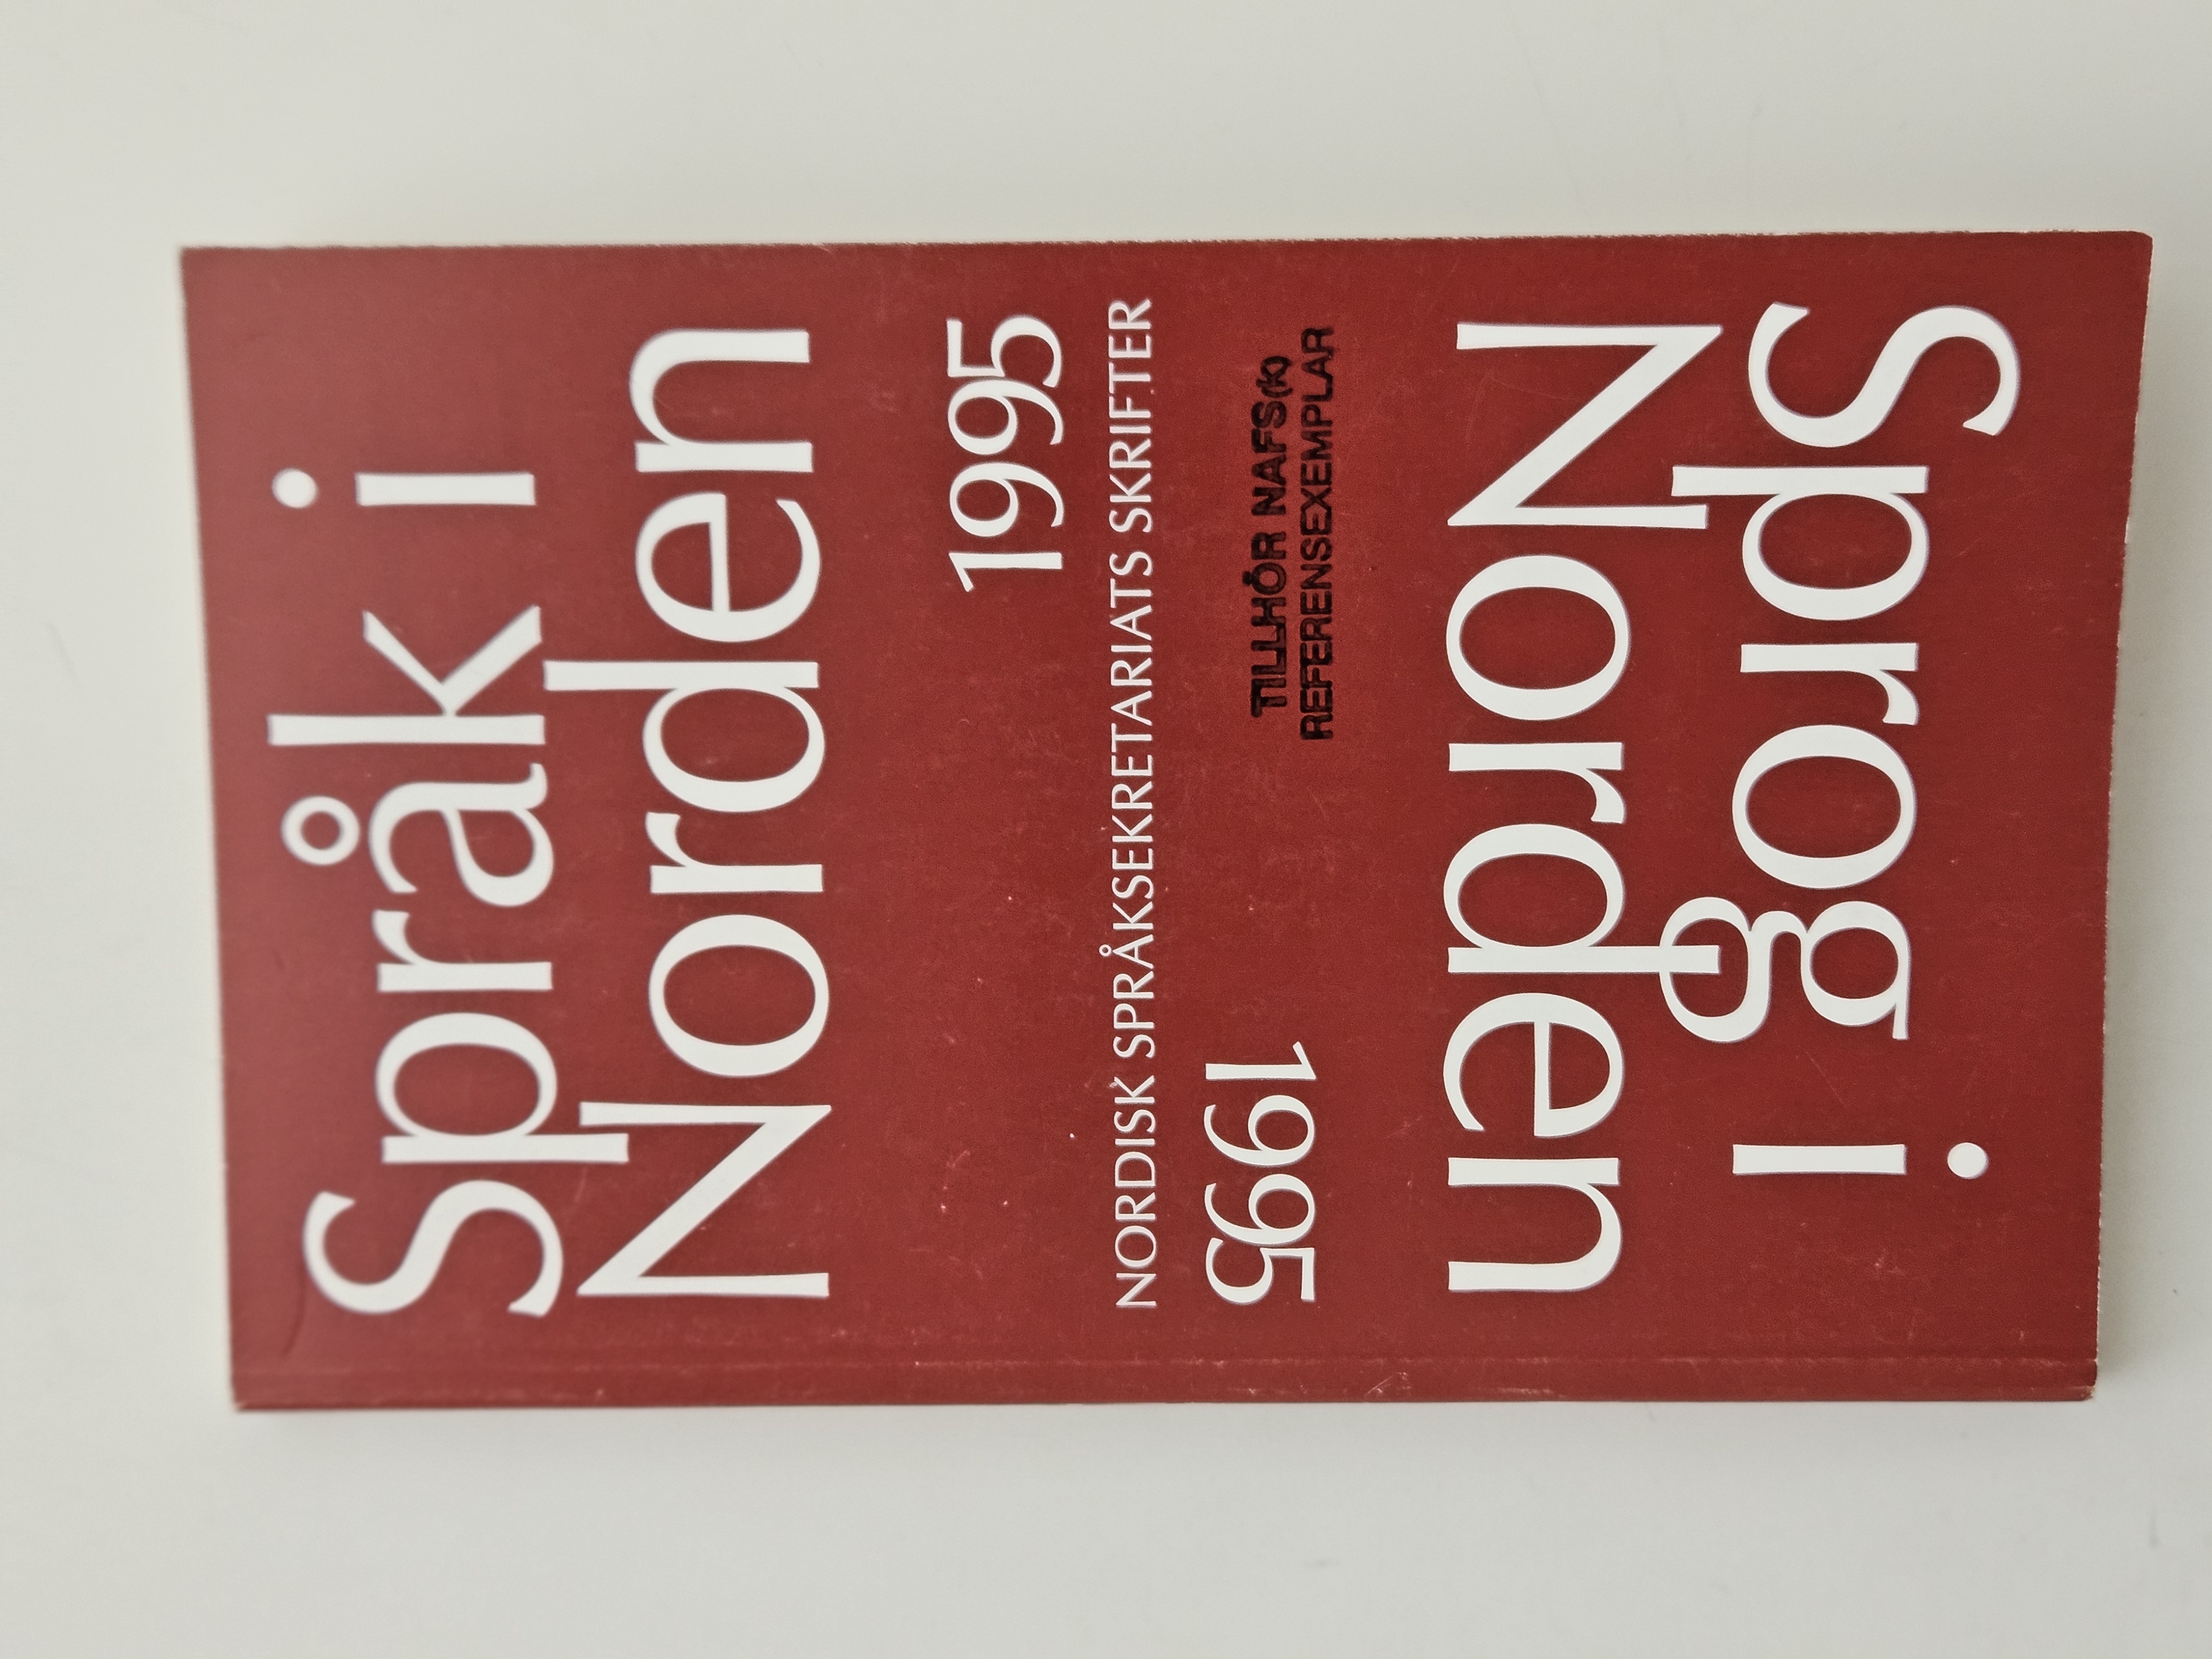 Språk i
Norden
1995
NORDISK SPRÅKSEKRETARIATS SKRIFTER
TILLHÖR NAFS(k)
REFERENSEXEMPLAR
Sprog i
Norden
1995